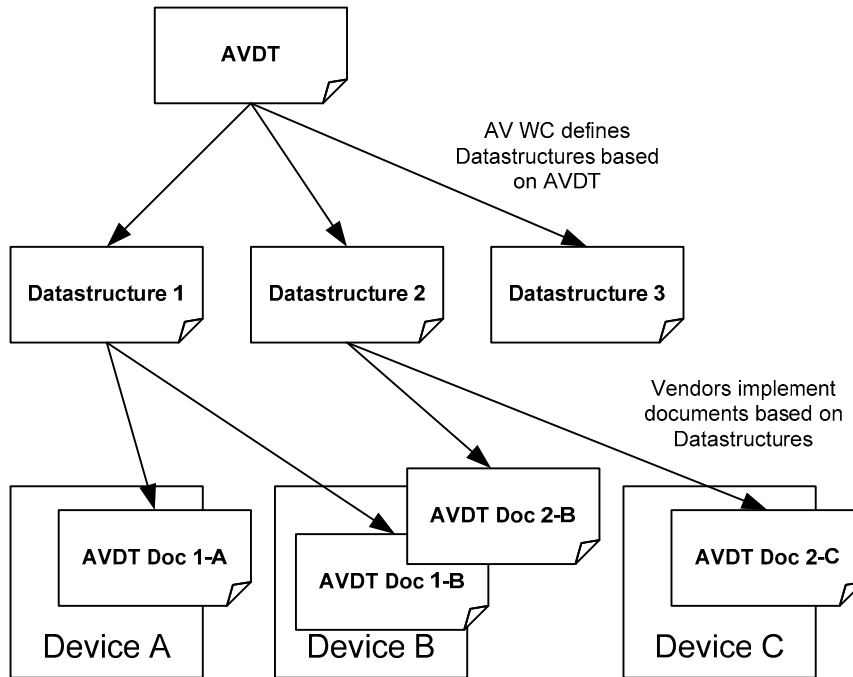 AVDT
AV WC defines
Datastructures based
on AVDT
Datastructure 1
Datastructure 2
Datastructure 3
Vendors implement
documents based on
Datastructures
AVDT Doc 1-A
AVDT Doc 2-B
AVDT Doc 1-B
AVDT Doc 2-C
Device A
Device B
Device C